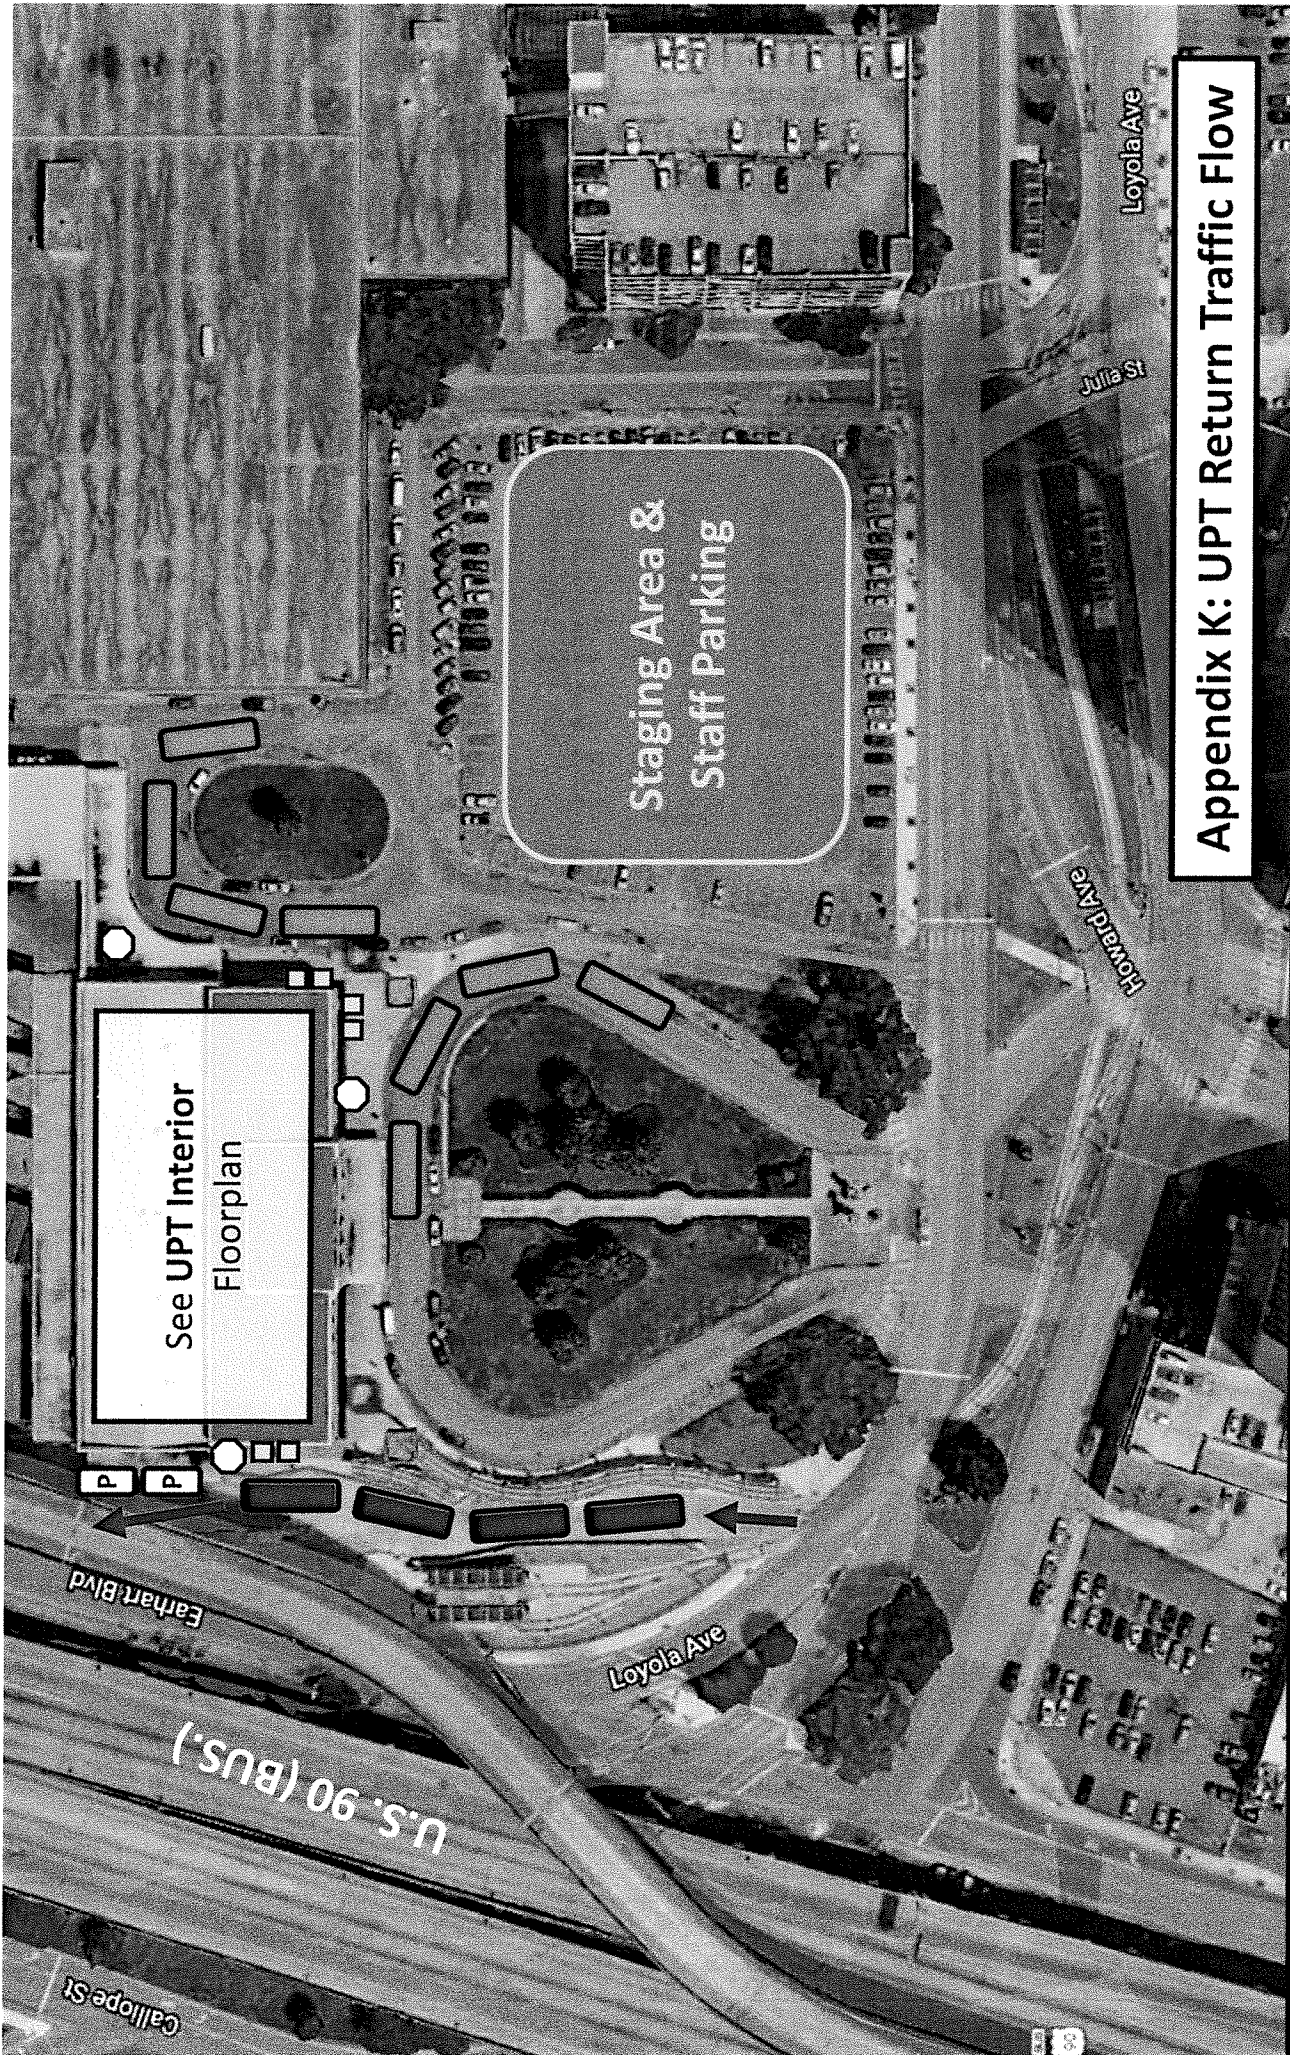 Calliope St
U.S. 90 (BUS.)
Earhart Blvd
P
P
See UPT Interior
Floorplan
Loyola Ave
Staging Area &
Staff Parking
Howard Ave
Julia St
Loyola Ave
90
Appendix K: UPT Return Traffic Flow